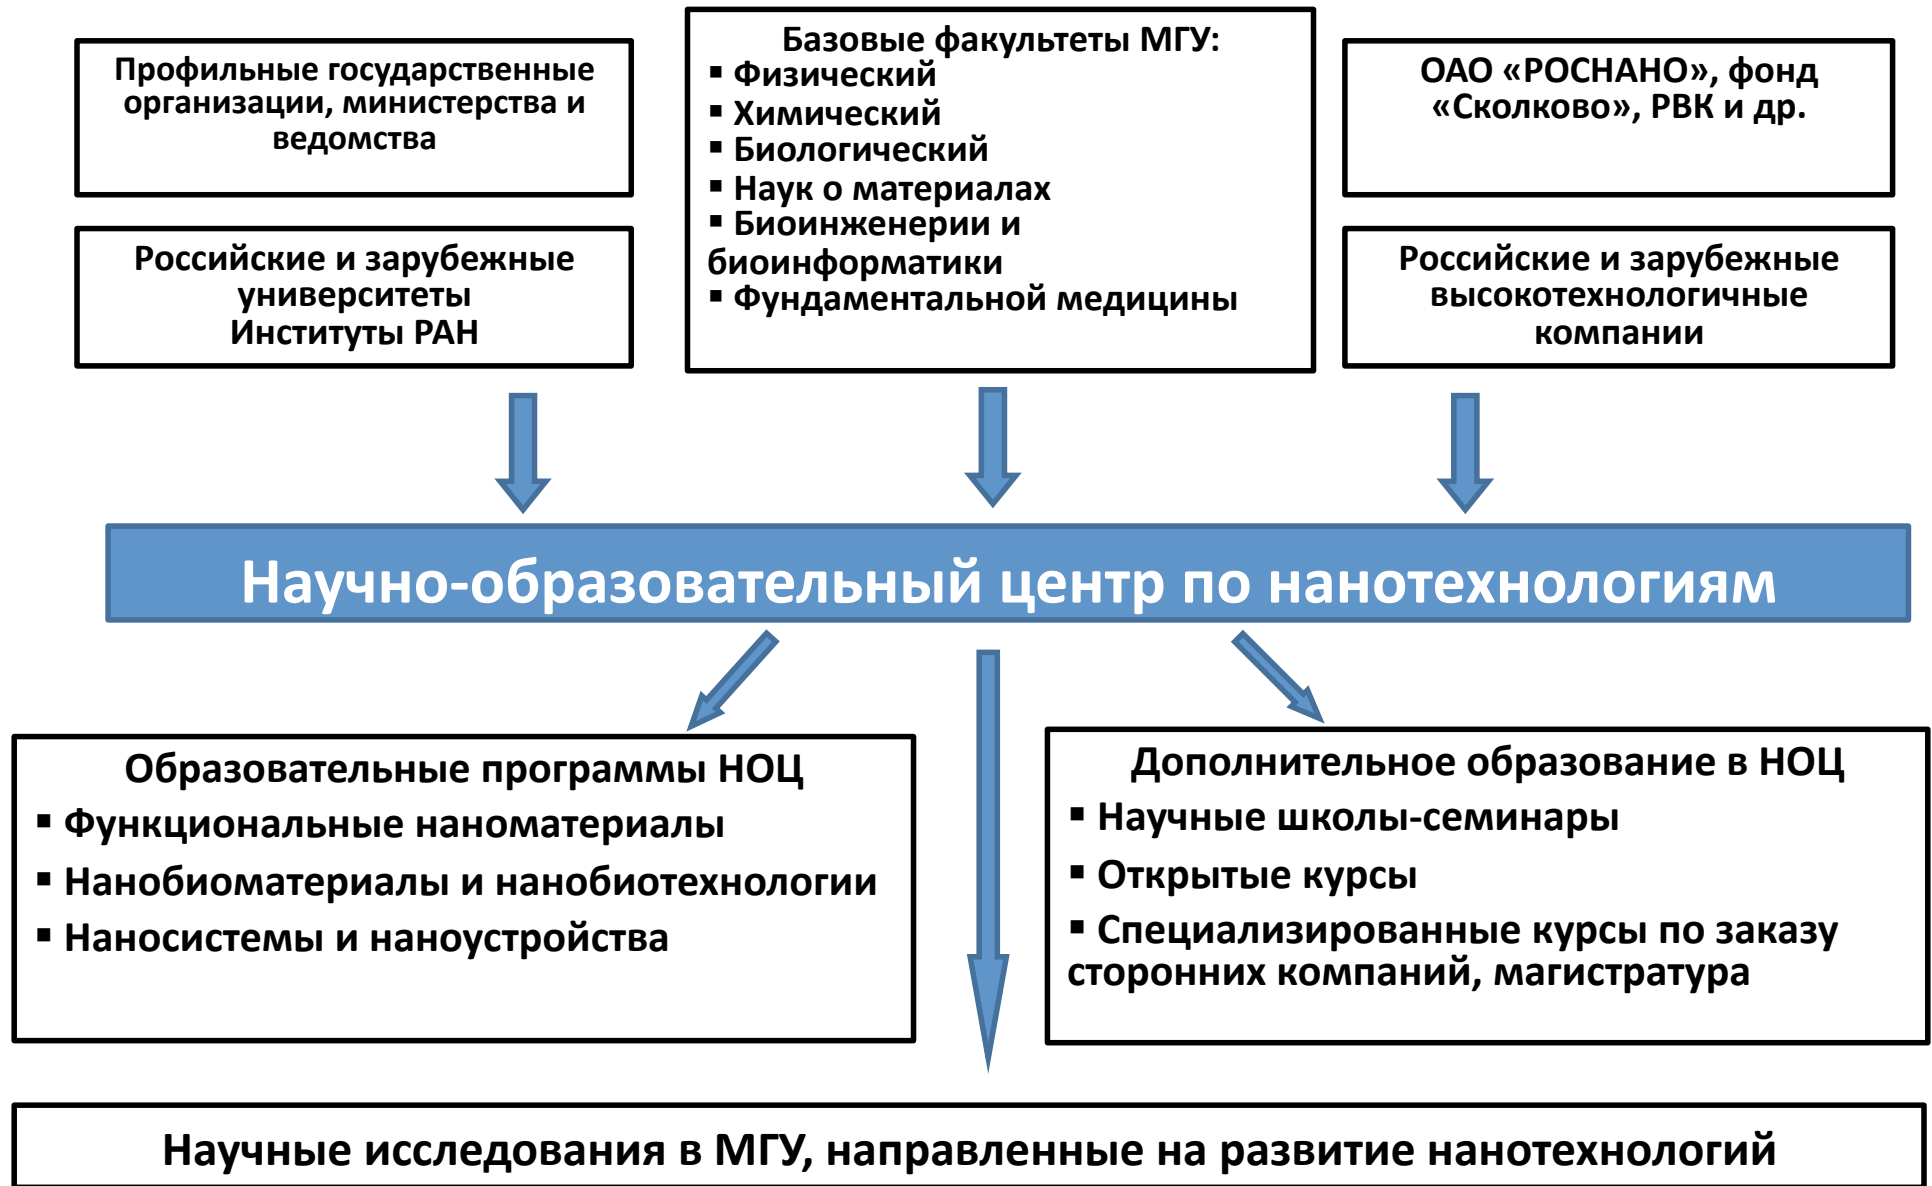 Профильные государственные
организации, министерства и
ведомства
Российские и зарубежные
университеты
Институты РАН
Базовые факультеты МГУ:
▪ Физический
▪ Химический
▪ Биологический
▪ Наук о материалах
▪ Биоинженерии и
биоинформатики
▪ Фундаментальной медицины
ОАО «РОСНАНО», фонд
«Сколково», РВК и др.
Российские и зарубежные
высокотехнологичные
компании
Научно-образовательный центр по нанотехнологиям
Образовательные программы НОЦ
▪ Функциональные наноматериалы
▪ Нанобиоматериалы и нанобиотехнологии
▪ Наносистемы и наноустройства
Дополнительное образование в НОЦ
▪ Научные школы-семинары
▪ Открытые курсы
▪ Специализированные курсы по заказу
сторонних компаний, магистратура
Научные исследования в МГУ, направленные на развитие нанотехнологий